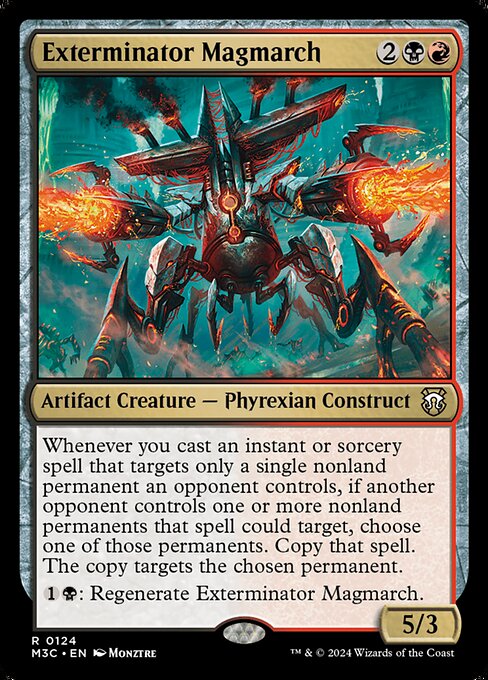 Exterminator Magmarch 2
Artifact Creature — Phyrexian Construct
Whenever you cast an instant or sorcery
spell that targets only a single nonland
permanent an opponent controls, if another
opponent controls one or more nonland
permanents that spell could target, choose
one of those permanents. Copy that spell.
The copy targets the chosen permanent.
1: Regenerate Exterminator Magmarch.
5/3
R 0124
M3C • EN Monztre
™ & © 2024 Wizards of the Coast